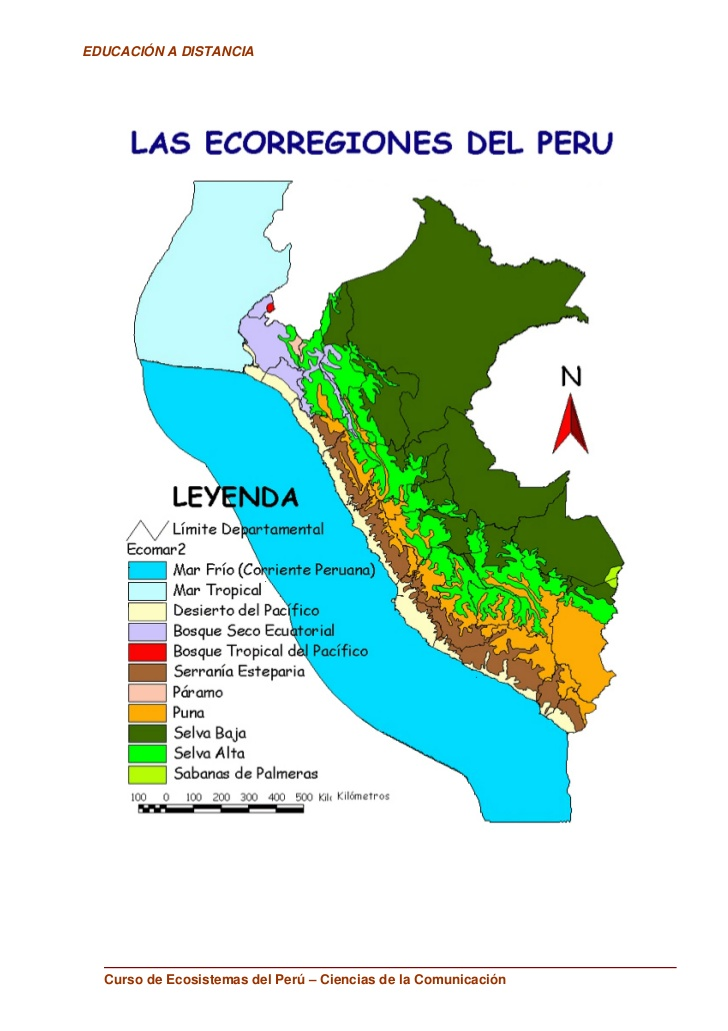 EDUCACIÓN A DISTANCIA
LAS ECORREGIONES DEL PERU
N
LEYENDA
Límite Departamental
Ecomar2
Mar Frío (Corriente Peruana)
Mar Tropical
Desierto del Pacífico
Bosque Seco Ecuatorial
Bosque Tropical del Pacífico
Serranía Esteparia
Páramo
Puna
Selva Baja
Selva Alta
Sabanas de Palmeras
100 0 100 200 300 400 500 Kilómetros
Curso de Ecosistemas del Perú – Ciencias de la Comunicación